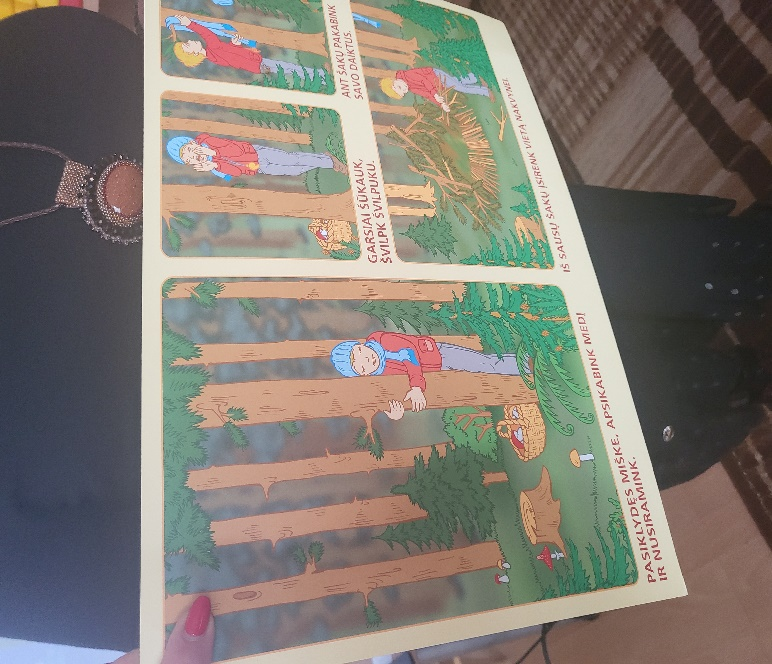 PASIKLYDĘS MIŠKE, APSIKABINK MEDĮ
IR NUSIRAMINK.
GARSIAI ŠŪKAUK,
ŠVILPK ŠVILPUKU.
ANT ŠAKŲ PAKABINK
SAVO DAIKTUS.
IŠ SAUSŲ ŠAKŲ ĮSIRENK VIETĄ NAKVYNEI.